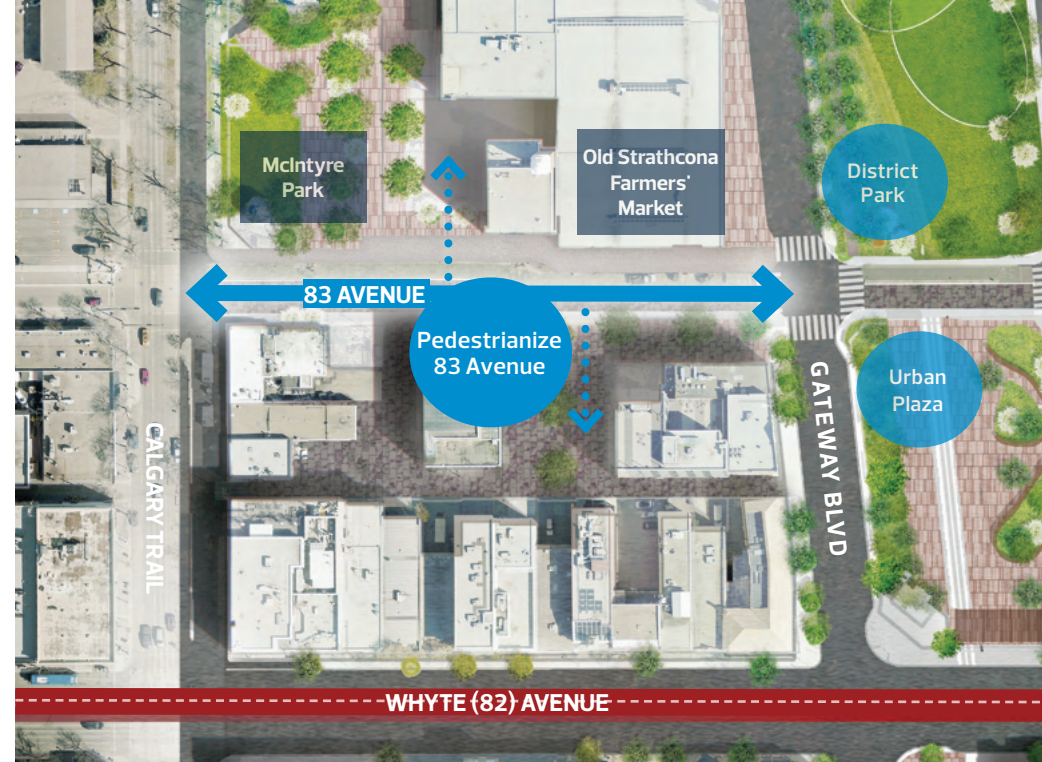 McIntyre
Park
Old Strathcona
Farmers'
Market
District
Park
83 AVENUE
Pedestrianize
83 Avenue
Urban
Plaza
GATEWAY BLVD
CALGARY TRAIL
WHYTE (82) AVENUE